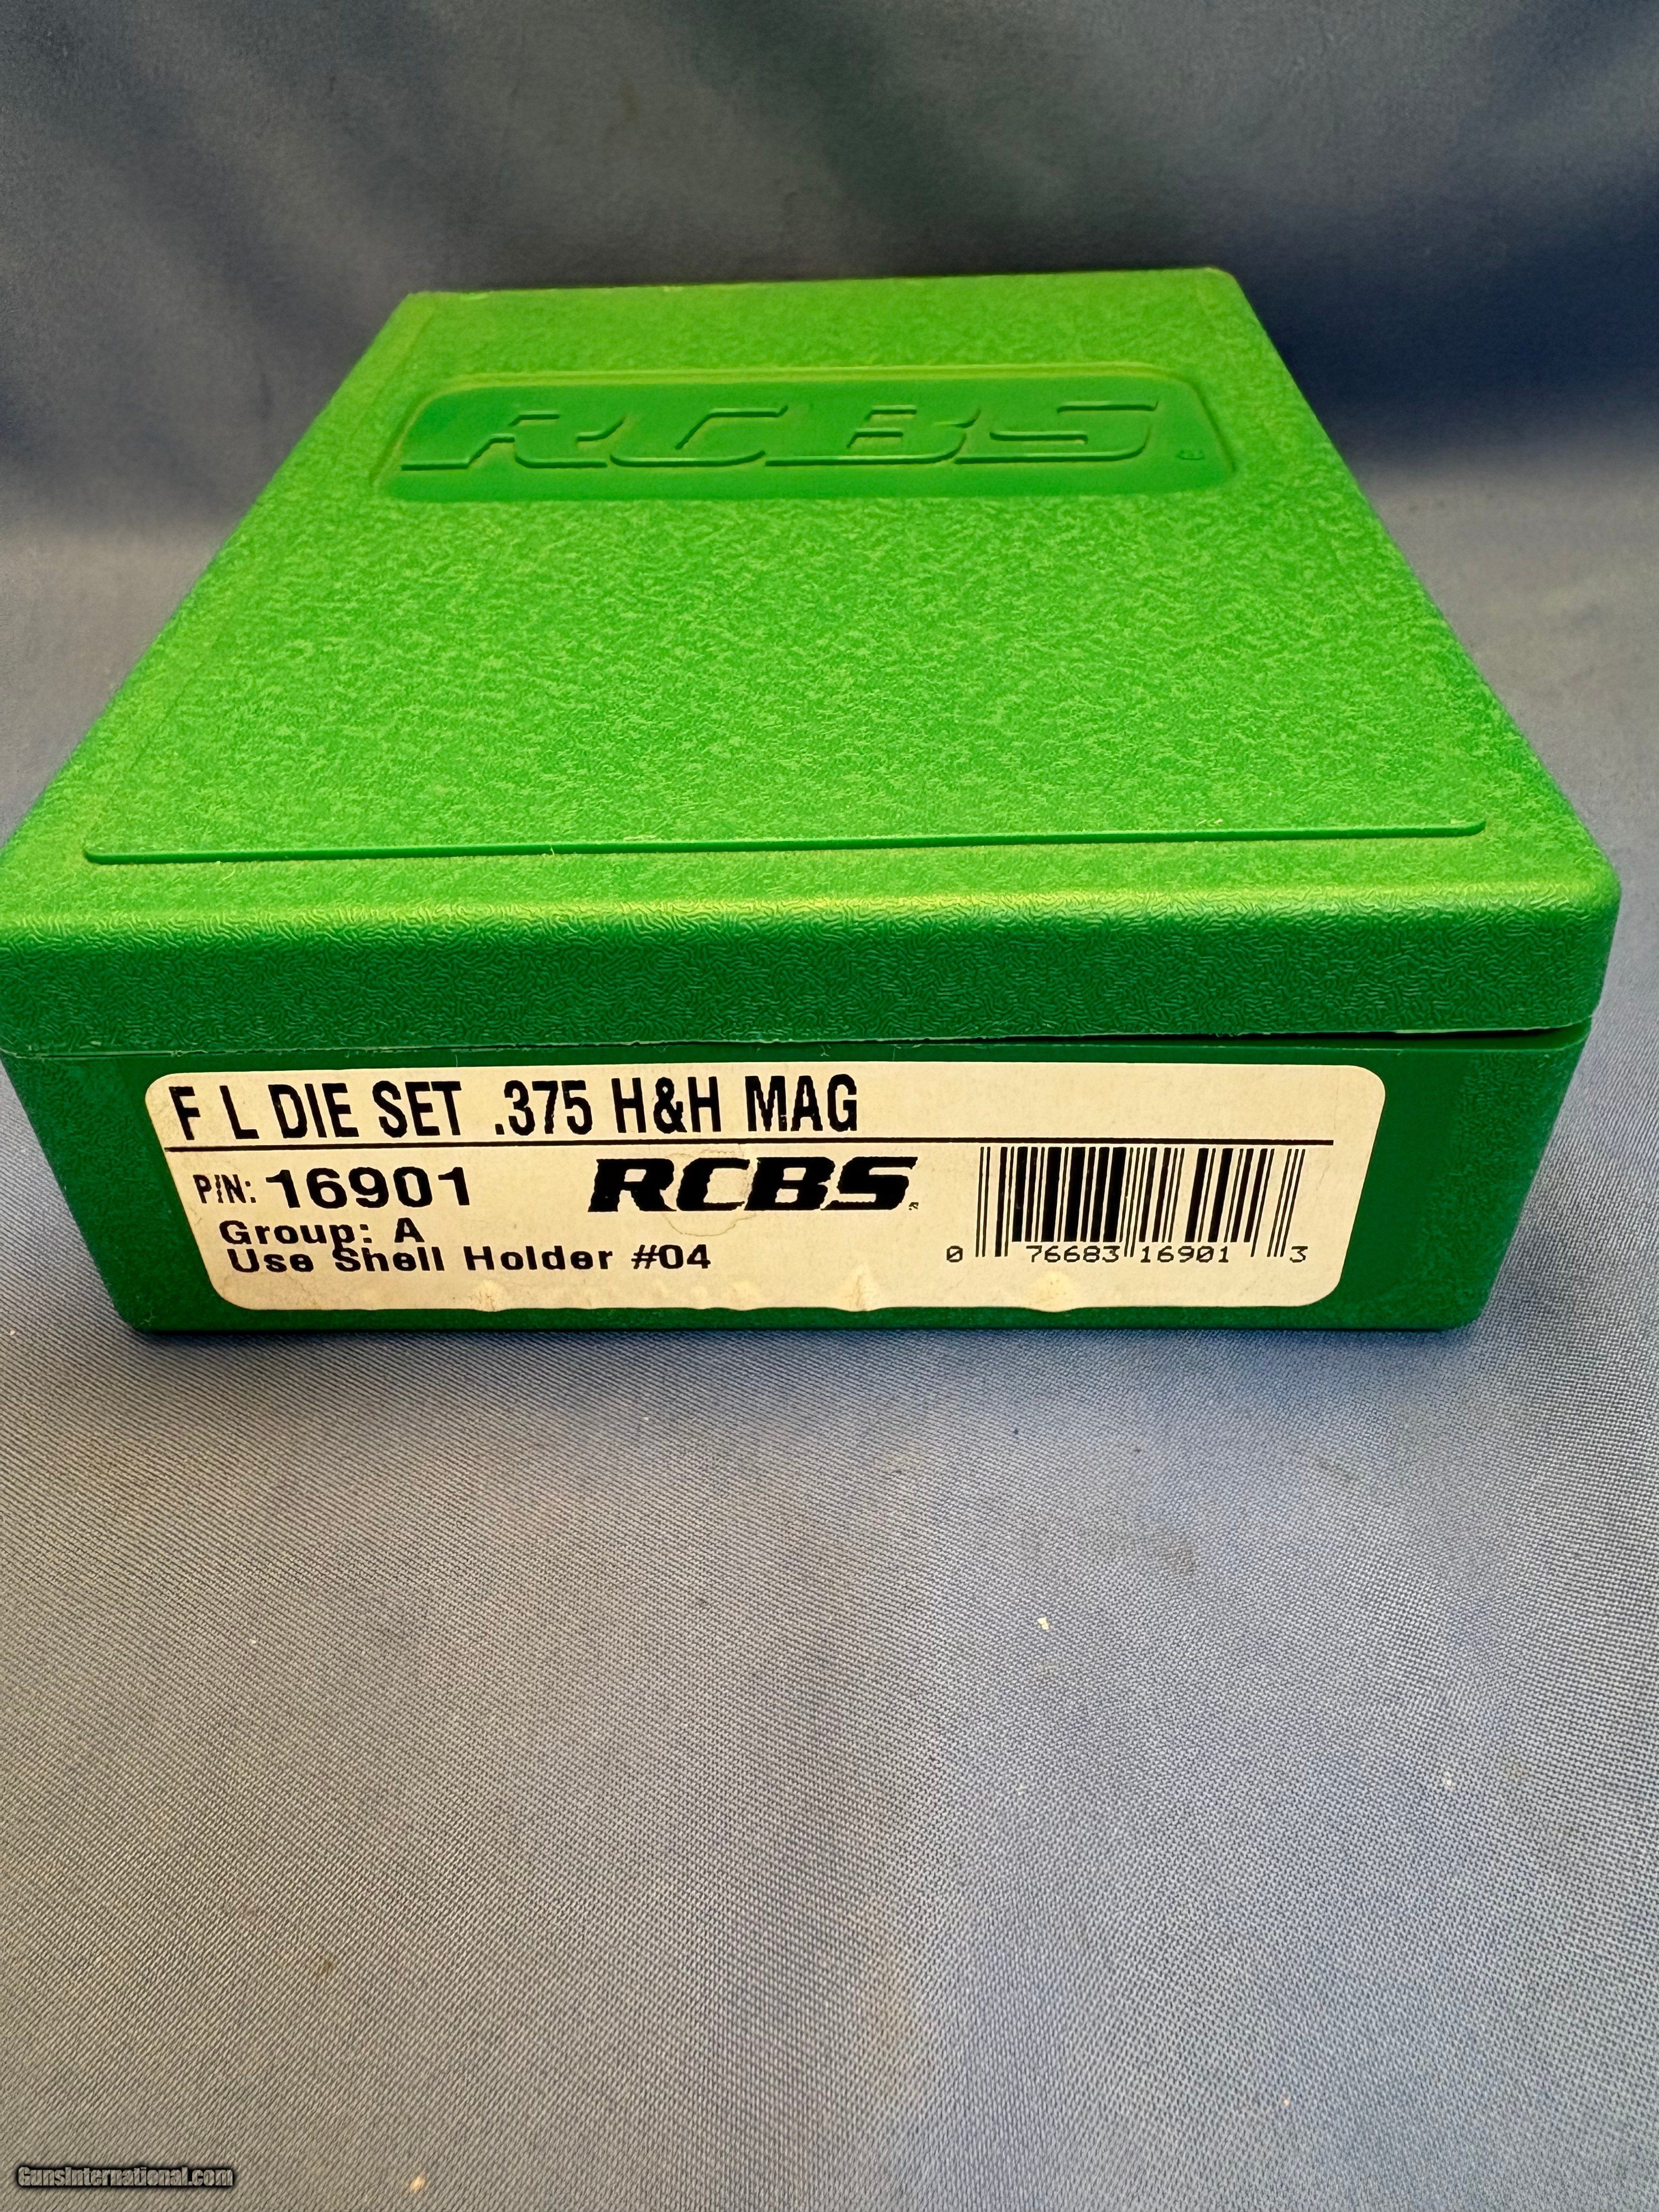 RCBS
F L DIE SET .375 H&H MAG
P/N: 16901
RCBS
Group: A
Use Shell Holder #04
0 76683 16901 3
GunsInternational.com